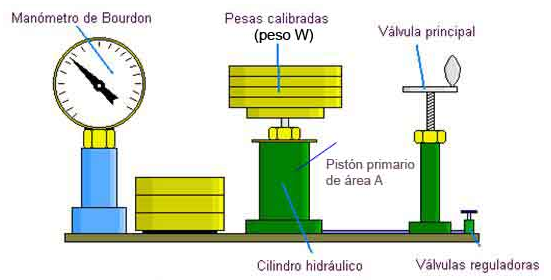 Manómetro de Bourdon
Pesas calibradas
(peso W)
Válvula principal
Pistón primario
de área A
Cilindro hidráulico
Válvulas reguladoras